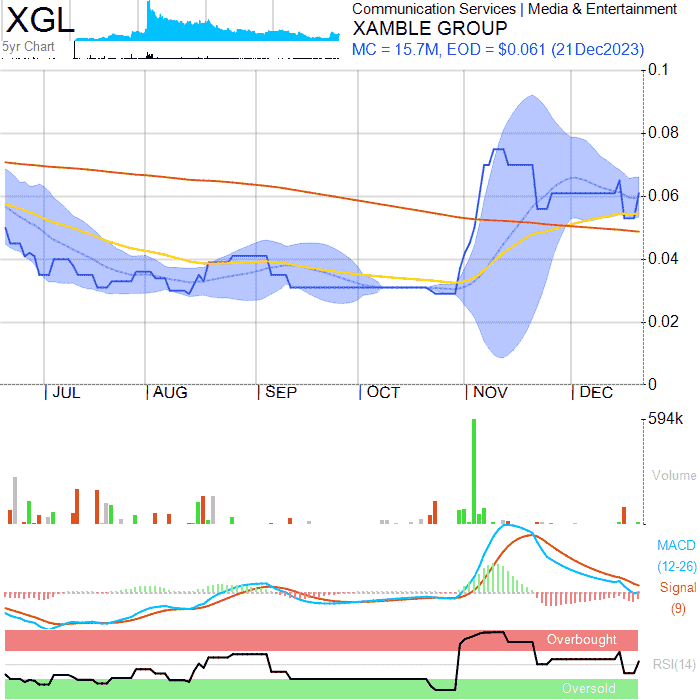 XGL
5yr Chart
Communication Services | Media & Entertainment
XAMBLE GROUP
MC = 15.7M, EOD = $0.061 (21Dec2023)
0.1
0.08
0.06
0.04
0.02
0
JUL AUG SEP OCT NOV DEC
594k
Volume
MACD
(12-26)
Signal
(9)
Overbought
RSI(14)
Oversold